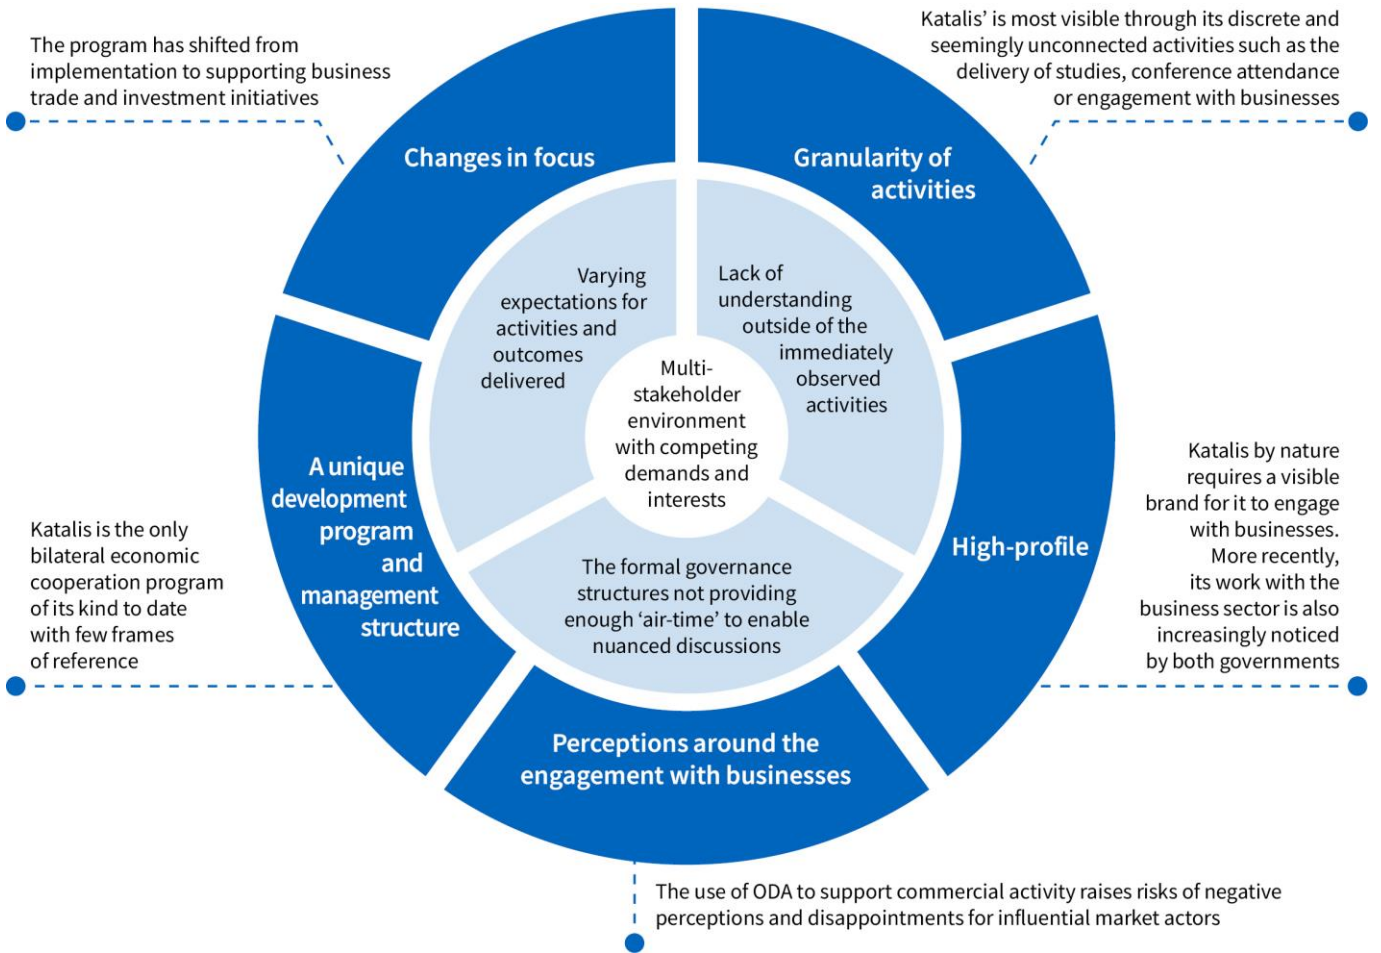 The program has shifted from
implementation to supporting business
trade and investment initiatives
Katalis’ is most visible through its discrete and
seemingly unconnected activities such as the
delivery of studies, conference attendance
or engagement with businesses
Changes in focus
Granularity of
activities
Varying
expectations for
activities and
outcomes
delivered
Lack of
understanding
outside of the
immediately
observed
activities
Multi-
stakeholder
environment
with competing
demands and
interests
A unique
development
program
and
management
structure
Katalis is the only
bilateral economic
cooperation program
of its kind to date
with few frames
of reference
The formal governance
structures not providing
enough ‘air-time’ to enable
nuanced discussions
High-profile
Katalis by nature
requires a visible
brand for it to engage
with businesses.
More recently,
its work with the
business sector is also
increasingly noticed
by both governments
Perceptions around the
engagement with businesses
The use of ODA to support commercial activity raises risks of negative
perceptions and disappointments for influential market actors